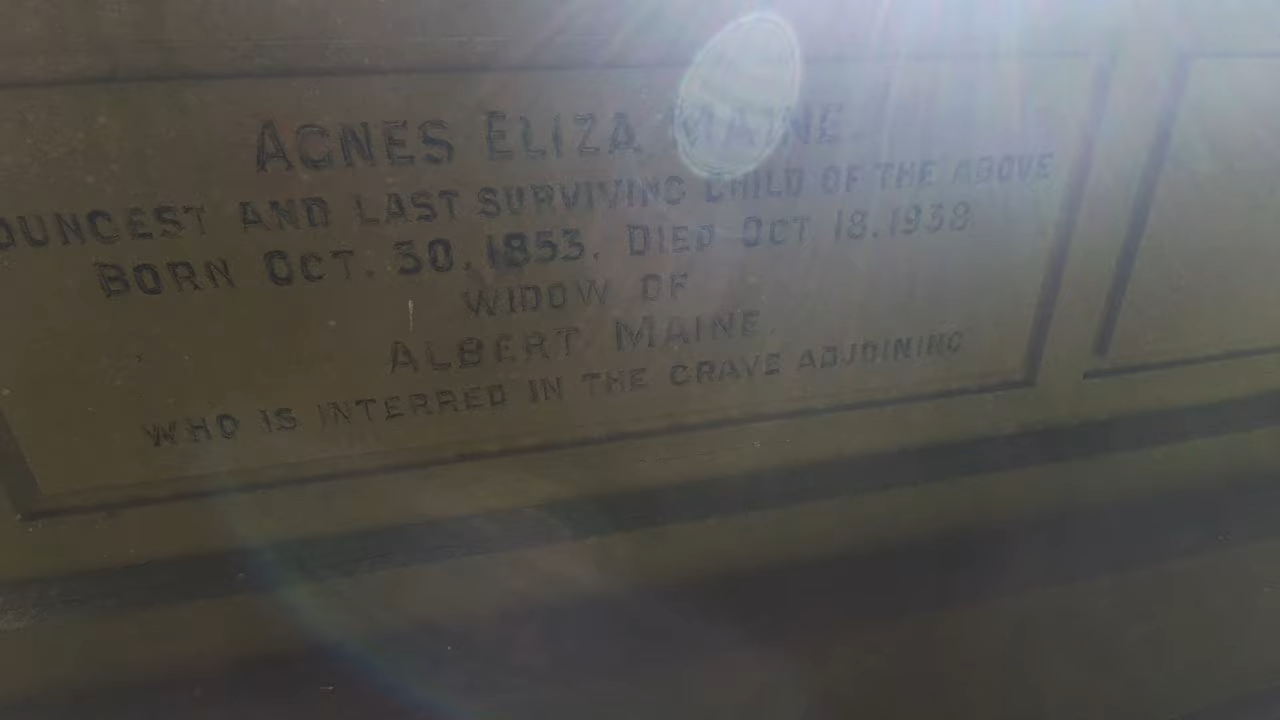 AGNES ELIZA MAINE
OUNGEST AND LAST SURVIVING CHILD OF THE ABOVE
BORN OCT. 30. 1853. DIED OCT 18. 1938
WIDOW OF
ALBERT MAINE
WHO IS INTERRED IN THE GRAVE ADJOINING